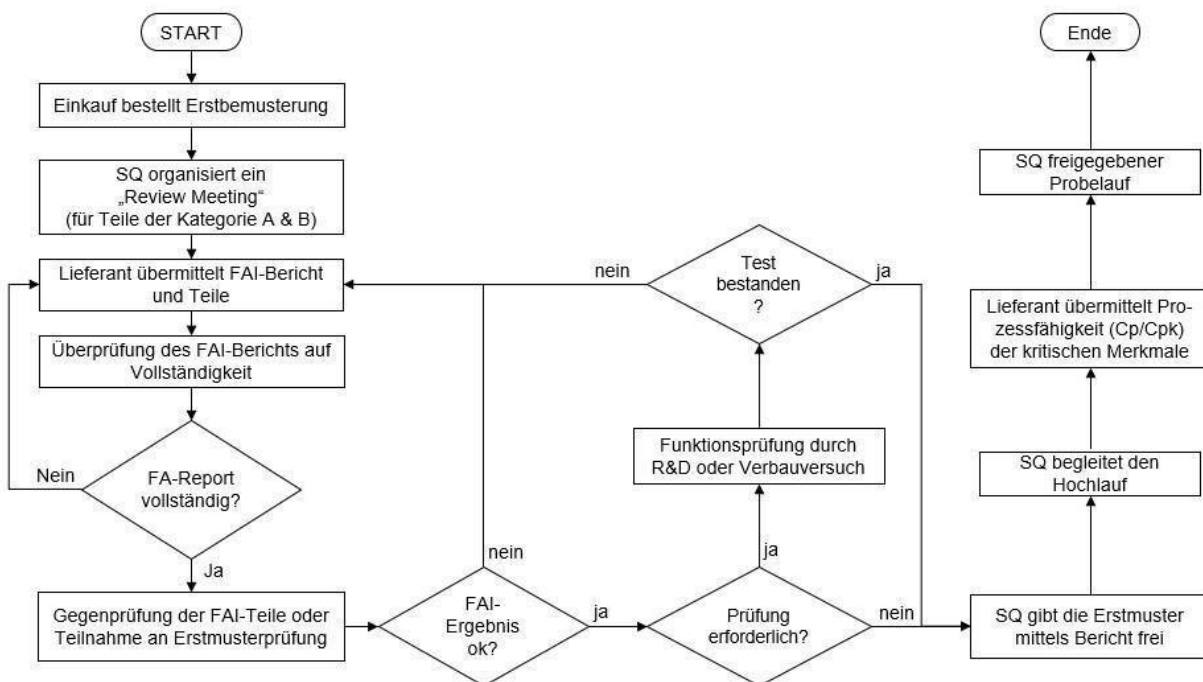 START
Einkauf bestellt Erstbemusterung
SQ organisiert ein
„Review Meeting“
(für Teile der Kategorie A & B)
Lieferant übermittelt FAI-Bericht
und Teile
Überprüfung des FAI-Berichts auf
Vollständigkeit
Nein
FA-Report
vollständig?
Ja
Gegenprüfung der FAI-Teile oder
Teilnahme an Erstmusterprüfung
nein
FAI-
Ergebnis
ok?
ja
Prüfung
erforderlich?
ja
nein
Funktionsprüfung durch
R&D oder Verbauversuch
nein
Test
bestanden
?
ja
SQ gibt die Erstmuster
mittels Bericht frei
SQ begleitet den
Hochlauf
Lieferant übermittelt Pro-
zessfähigkeit (Cp/Cpk)
der kritischen Merkmale
SQ freigegebener
Probelauf
Ende